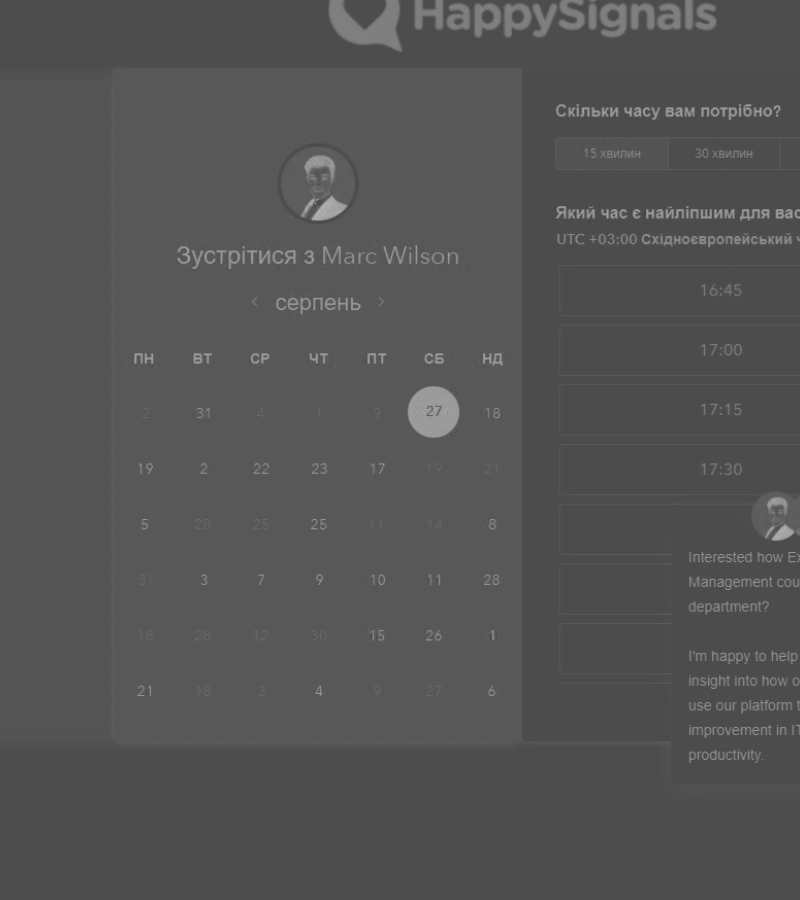 HappySignals
Зустрітися з Marc Wilson
‹ серпень ›
ПН ВТ СР ЧТ ПТ СБ НД
2 31 4 1 9 27 18
19 2 22 23 17 19 21
5 28 25 25 11 14 8
31 3 7 9 10 11 28
18 28 12 30 15 26 1
21 18 3 4 9 27 6
Скільки часу вам потрібно?
15 хвилин 30 хвилин
Який час є найліпшим для вас
UTC +03:00 Східноєвропейський ч
16:45
17:00
17:15
17:30
Interested how Ex
Management cou
department?
I'm happy to help
insight into how o
use our platform t
improvement in IT
productivity.